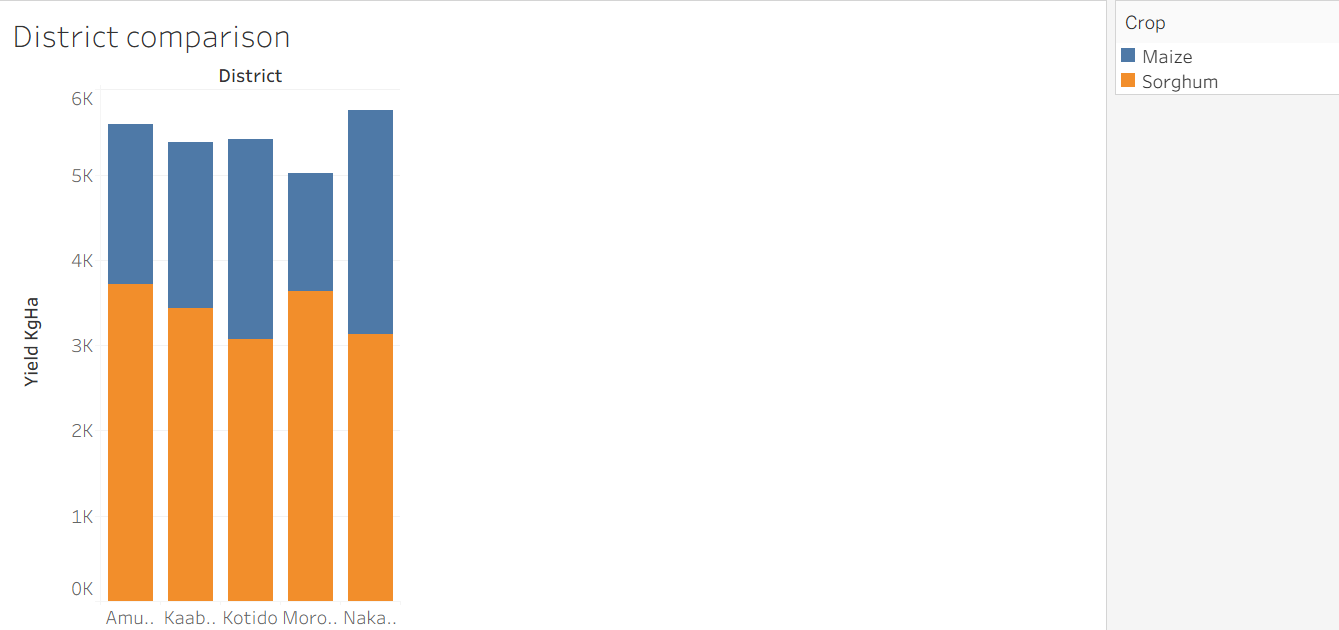 District comparison
District
6K
5K
4K
3K
2K
1K
0K
Yield KgHa
Amu.. Kaab.. Kotido Moro.. Naka..
Crop
Maize
Sorghum